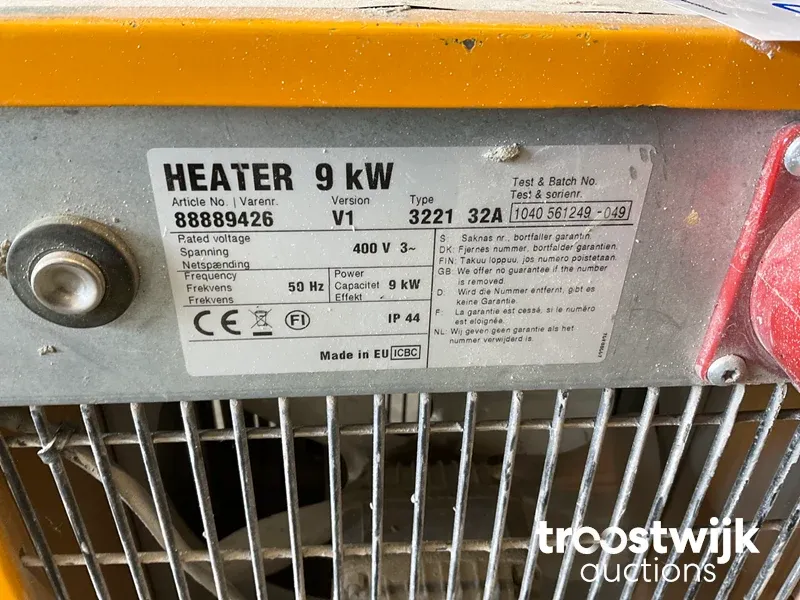 HEATER 9 kW
Article No. | Varenr. Version Type
88889426 V1 3221 32A
Test & Batch No.
Test & sorienr.
1040 561249 -049
Rated voltage
Spanning 400 V 3~
Netspænding
Frequency
Frekvens 50 Hz
Frekvens
Power
Capacitet 9 kW
Effekt
CE FI IP 44
Made in EU ICBC
S: Saknas nr., bortfaller garantin.
DK: Fjernes nummer, bortfalder garantien.
FIN: Takuu loppuu, jos numero poistetaan.
GB: We offer no guarantee if the number
is removed.
D: Wird die Nummer entfernt, gibt es
keine Garantie.
F: La garantie est cessé, si le numéro
est eloignée.
NL: Wij geven geen garantie als het
nummer verwijderd is.
troostwijk
auctions